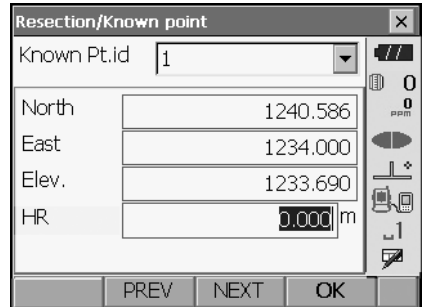 Resection/Known point
Known Pt.id 1
0
0
PPM
North 1240.586
East 1234.000
Elev. 1233.690
HR 0.000 m
1
PREV NEXT OK